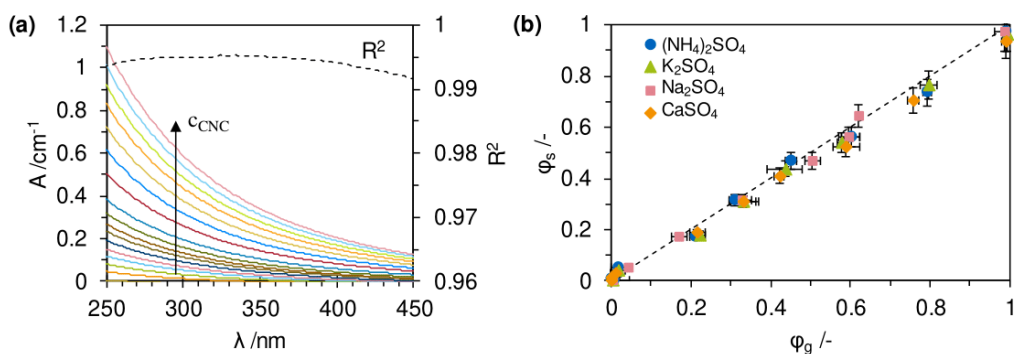 (a)
1.2
1
0.8
0.6
0.4
0.2
0
A /cm⁻¹
250
300
350
400
450
λ /nm
R²
c_CNC
1
0.99
0.98
0.97
0.96
R²
(b)
1
0.8
0.6
0.4
0.2
0
φ_s /-
(NH₄)₂SO₄
K₂SO₄
Na₂SO₄
CaSO₄
0
0.2
0.4
0.6
0.8
1
φ_g /-